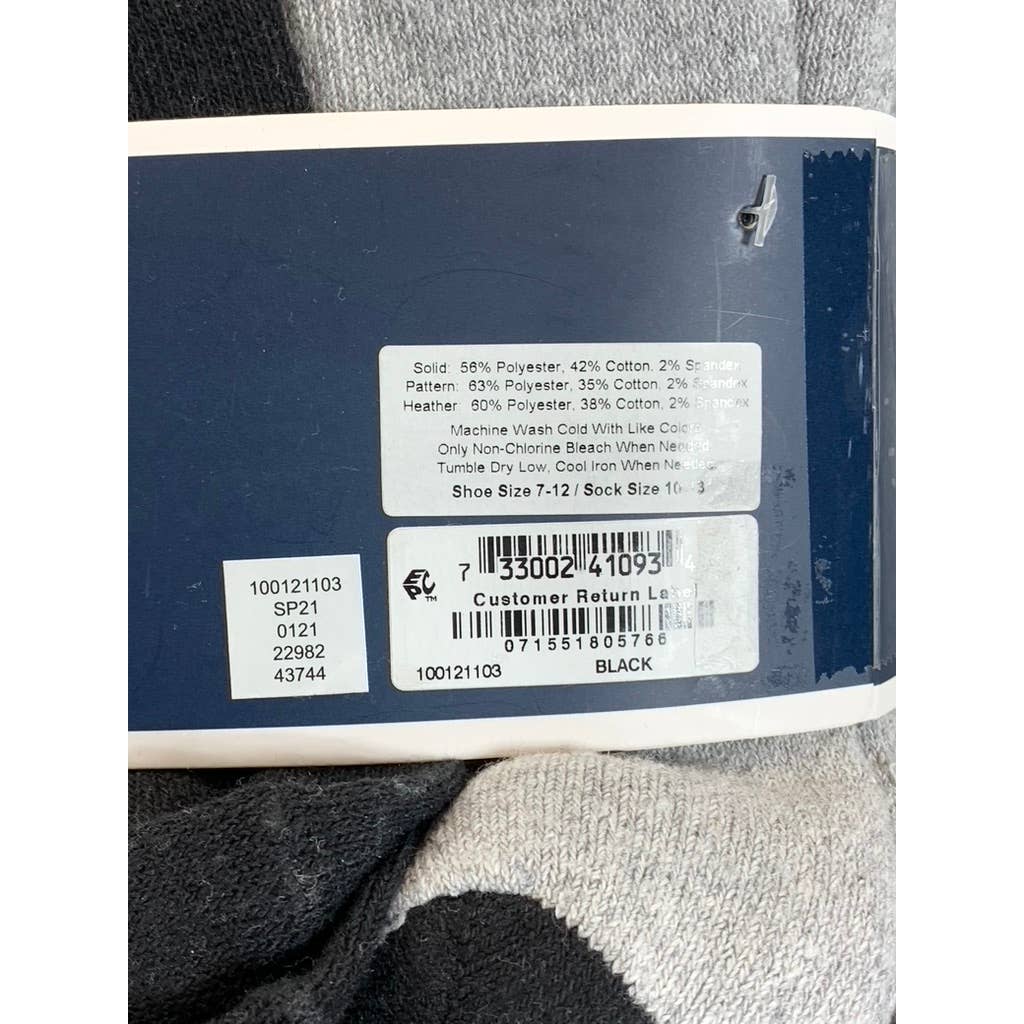 Solid: 56% Polyester, 42% Cotton, 2% Spandex
Pattern: 63% Polyester, 35% Cotton, 2% Spandex
Heather: 60% Polyester, 38% Cotton, 2% Spandex
Machine Wash Cold With Like Colors
Only Non-Chlorine Bleach When Needed
Tumble Dry Low, Cool Iron When Needed
Shoe Size 7-12 / Sock Size
EPC™
7 33002 41093 4
Customer Return Label
071551805766
100121103 BLACK
100121103
SP21
0121
22982
43744